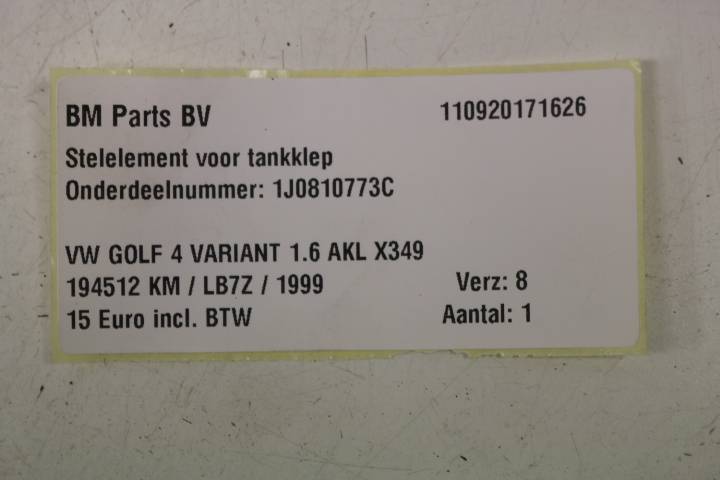 BM Parts BV 110920171626
Stelelement voor tankklep
Onderdeelnummer: 1J0810773C
VW GOLF 4 VARIANT 1.6 AKL X349
194512 KM / LB7Z / 1999 Verz: 8
15 Euro incl. BTW Aantal: 1